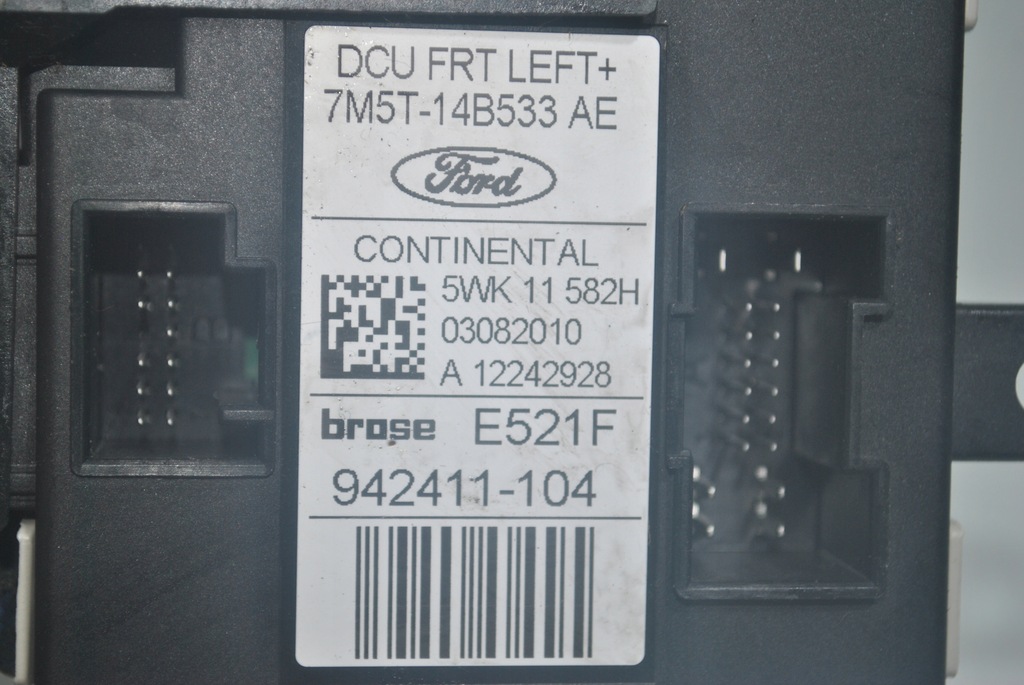 DCU FRT LEFT+
7M5T-14B533 AE
Ford
CONTINENTAL
5WK 11 582H
03082010
A 12242928
brose E521F
942411-104